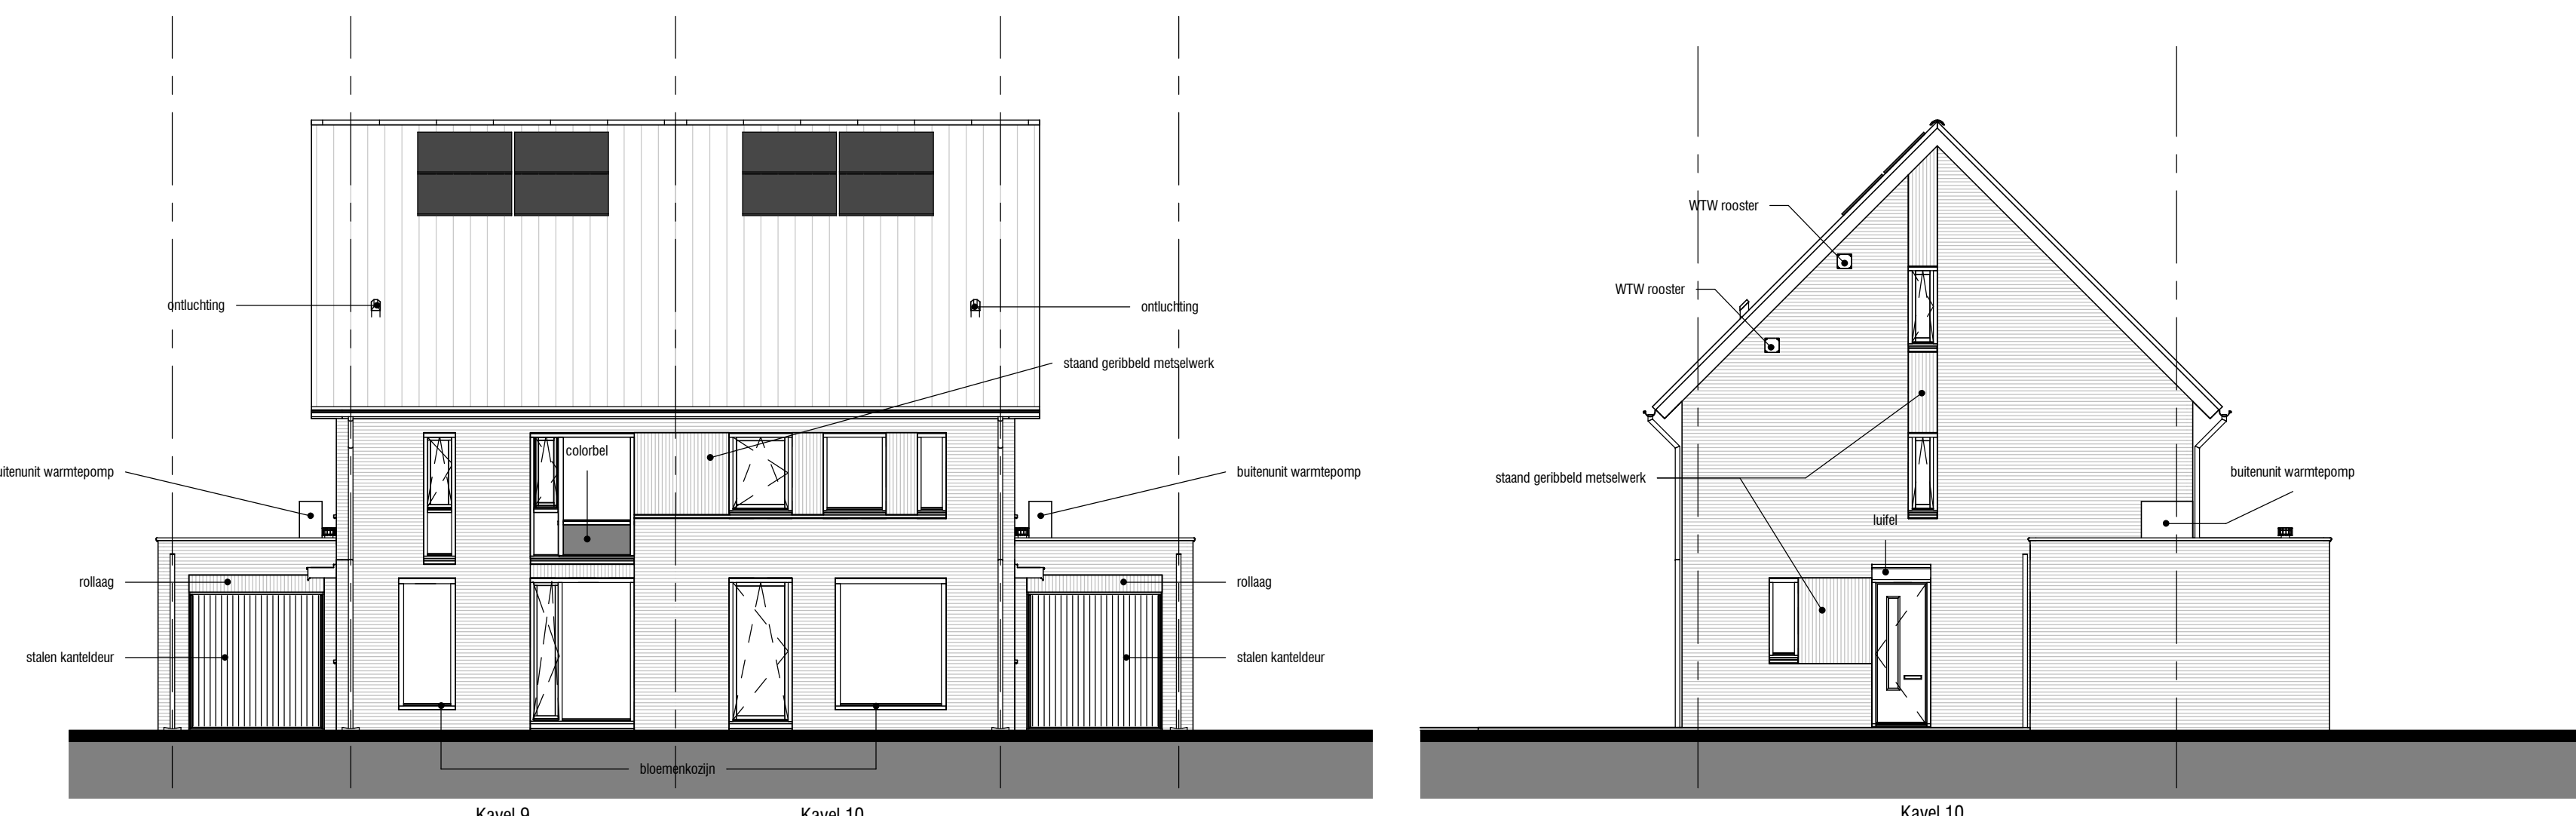 ontluchting
ontluchting
staand geribbeld metselwerk
colorbel
uitenunit warmtepomp
buitenunit warmtepomp
rollaag
rollaag
stalen kanteldeur
stalen kanteldeur
bloemenkozijn
Kavel 9
Kavel 10
WTW rooster
WTW rooster
staand geribbeld metselwerk
buitenunit warmtepomp
luifel
Kavel 10